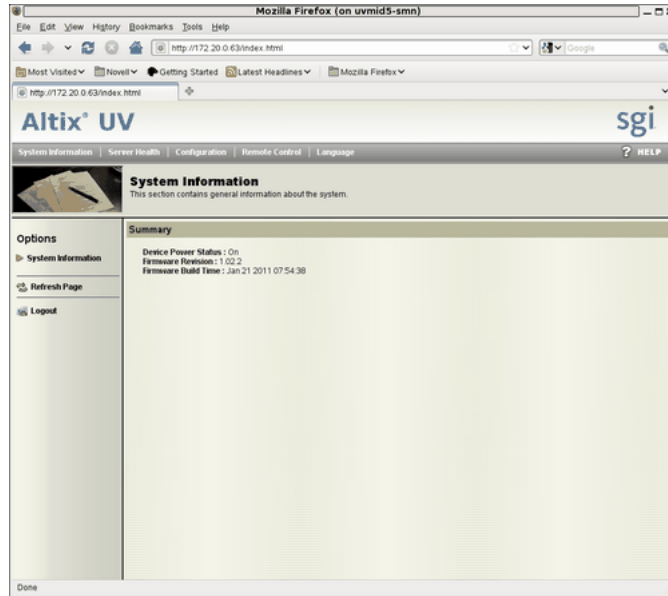 Mozilla Firefox (on uvmid5-smn)
File Edit View History Bookmarks Tools Help
http://172.20.0.63/index.html
Google
Most Visited Novell Getting Started Latest Headlines Mozilla Firefox
http://172.20.0.63/index.html
Altix® UV
sgi
System Information | Server Health | Configuration | Remote Control | Language
? HELP
System Information
This section contains general information about the system.
Options
System Information
Refresh Page
Logout
Summary
Device Power Status : On
Firmware Revision : 1.02.2
Firmware Build Time : Jan 21 2011 07:54:38
Done